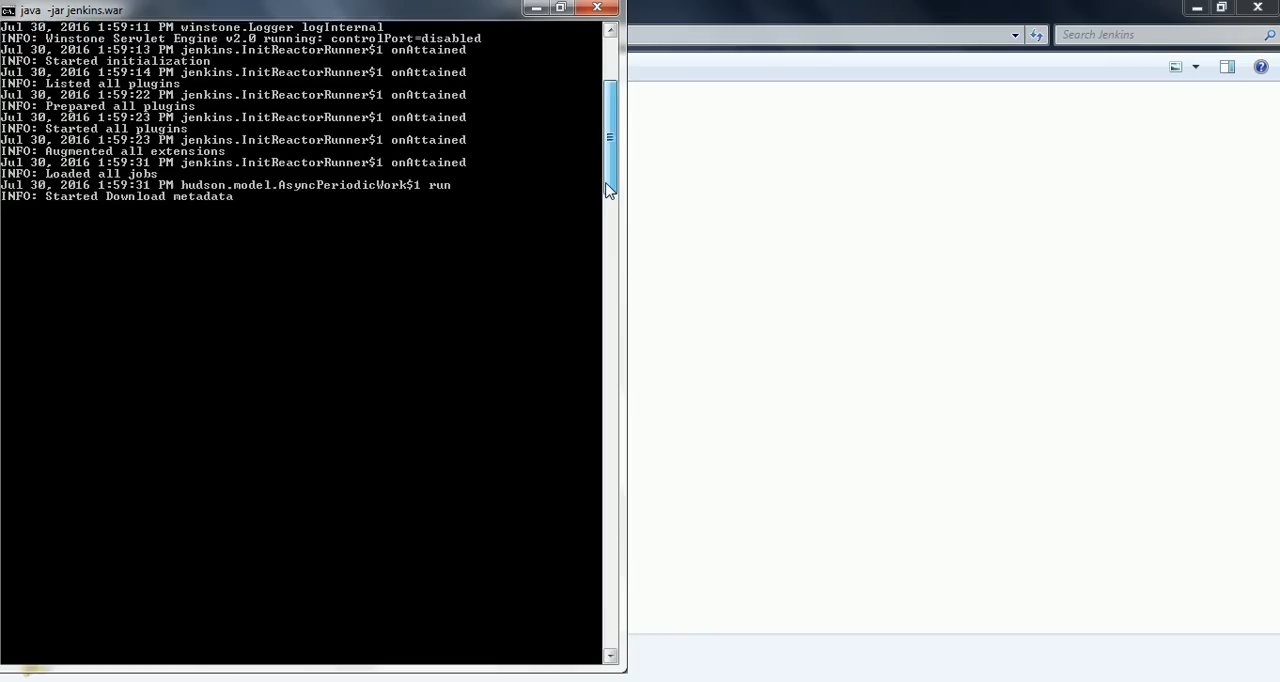 java -jar jenkins.war
Search Jenkins
Jul 30, 2016 1:59:11 PM winstone.Logger logInternal
INFO: Winstone Servlet Engine v2.0 running: controlPort=disabled
Jul 30, 2016 1:59:13 PM jenkins.InitReactorRunner$1 onAttained
INFO: Started initialization
Jul 30, 2016 1:59:14 PM jenkins.InitReactorRunner$1 onAttained
INFO: Listed all plugins
Jul 30, 2016 1:59:22 PM jenkins.InitReactorRunner$1 onAttained
INFO: Prepared all plugins
Jul 30, 2016 1:59:23 PM jenkins.InitReactorRunner$1 onAttained
INFO: Started all plugins
Jul 30, 2016 1:59:23 PM jenkins.InitReactorRunner$1 onAttained
INFO: Augmented all extensions
Jul 30, 2016 1:59:31 PM jenkins.InitReactorRunner$1 onAttained
INFO: Loaded all jobs
Jul 30, 2016 1:59:31 PM hudson.model.AsyncPeriodicWork$1 run
INFO: Started Download metadata